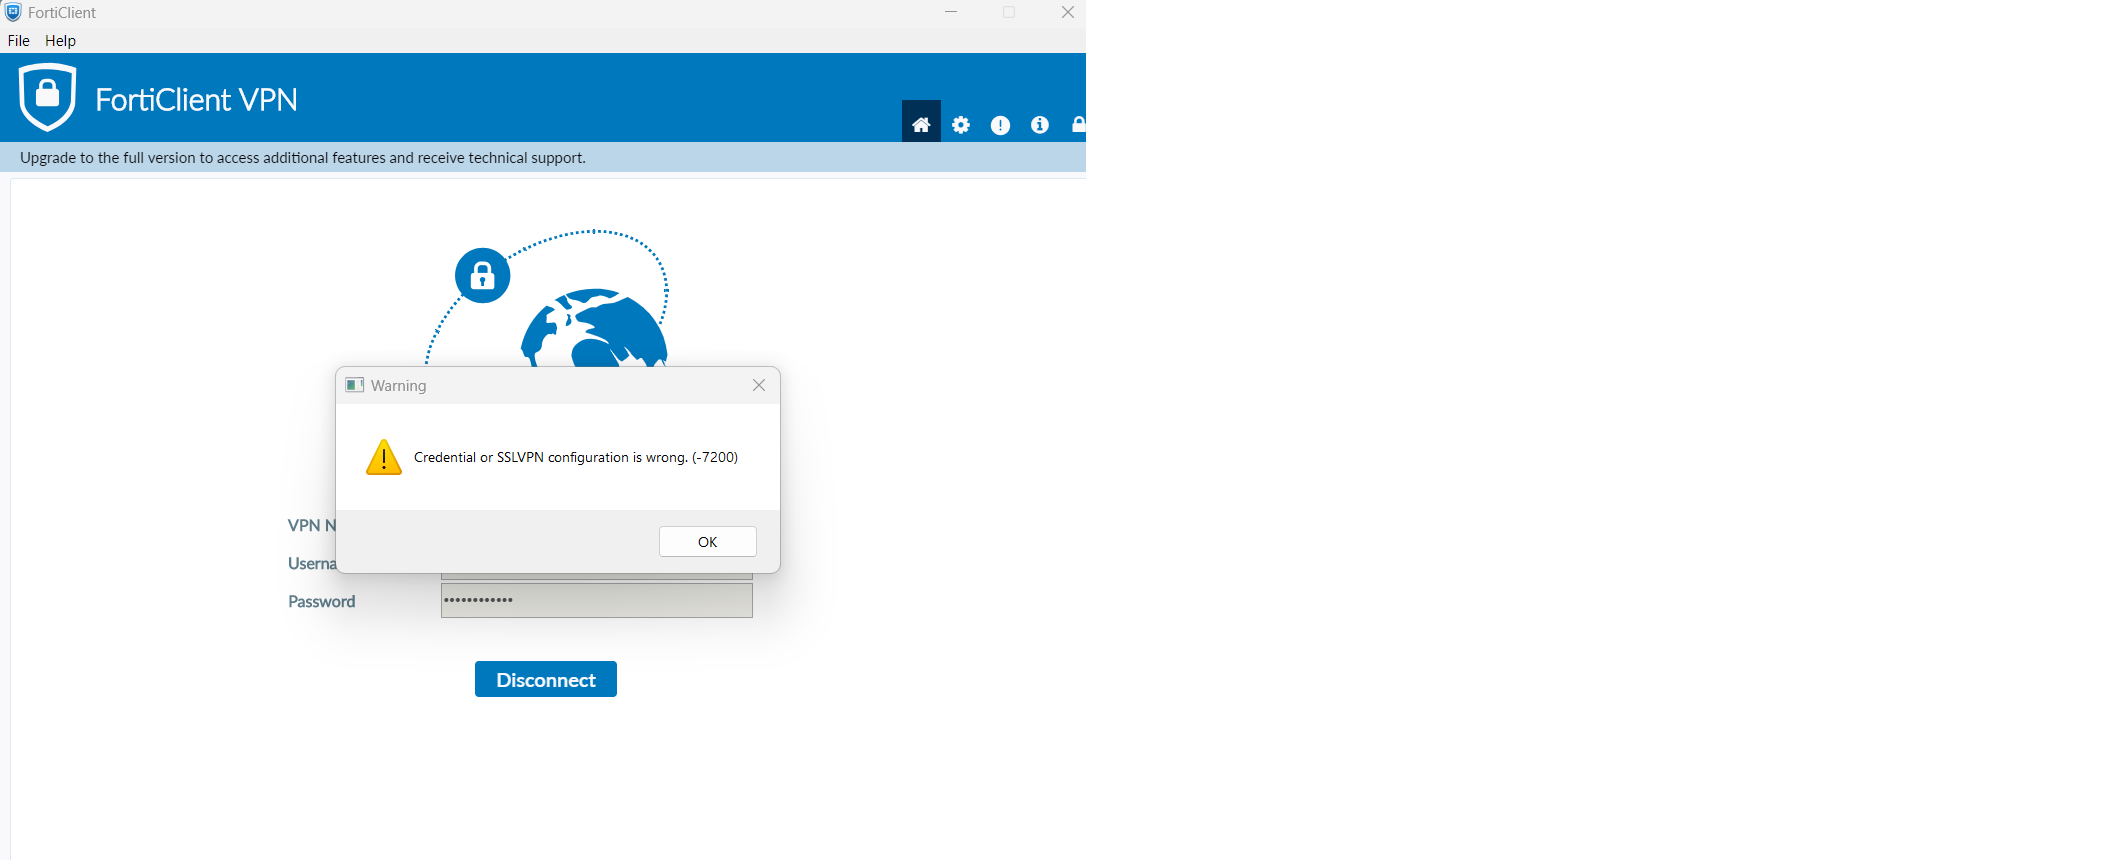 FortiClient
File Help
FortiClient VPN
Upgrade to the full version to access additional features and receive technical support.
Warning
Credential or SSLVPN configuration is wrong. (-7200)
OK
VPN N
Userna
Password
Disconnect